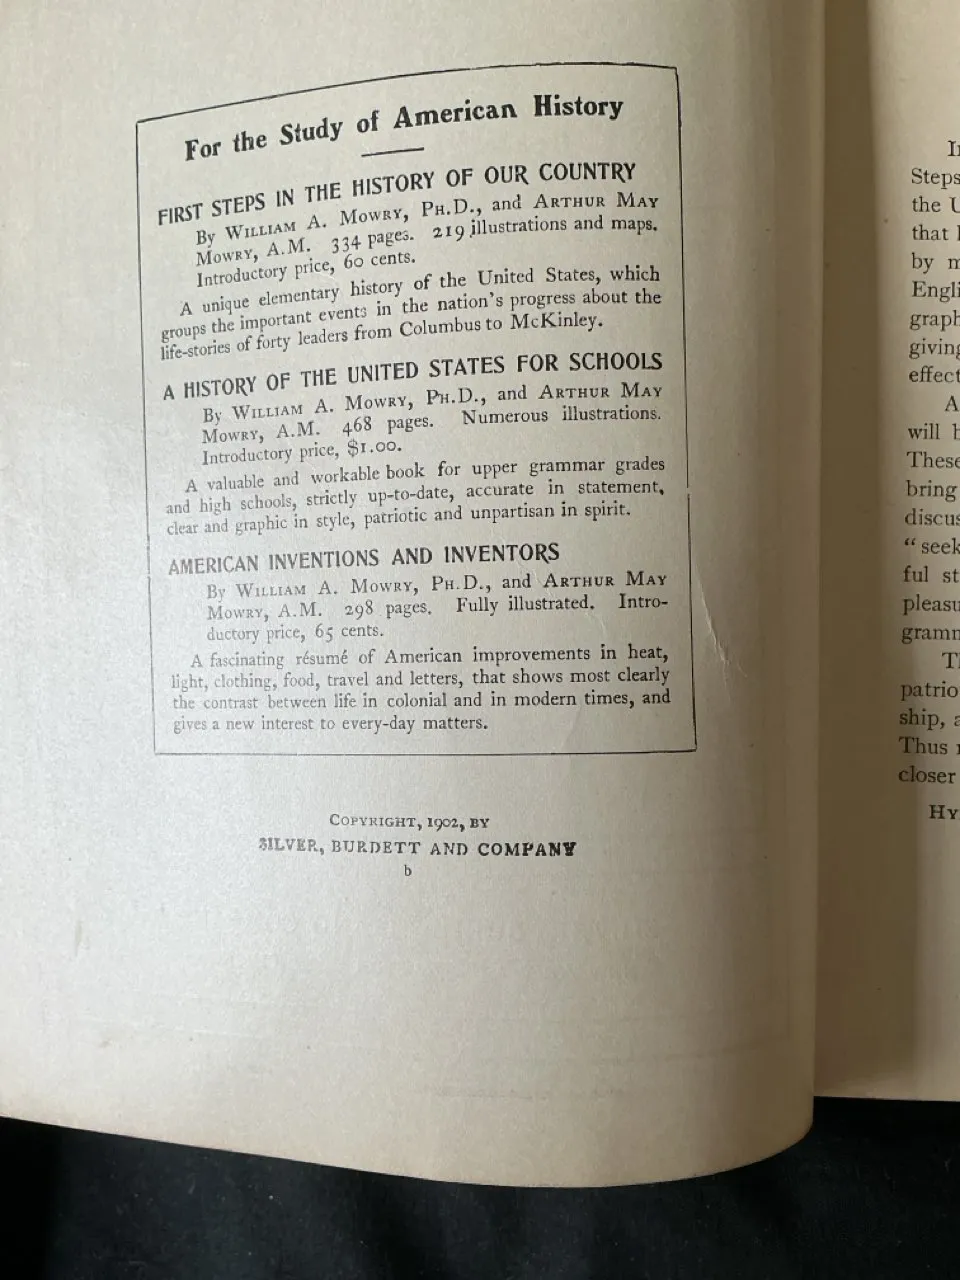 For the Study of American History
FIRST STEPS IN THE HISTORY OF OUR COUNTRY
By William A. Mowry, Ph.D., and Arthur May
Mowry, A.M. 334 pages. 219 illustrations and maps.
Introductory price, 60 cents.
A unique elementary history of the United States, which
groups the important events in the nation's progress about the
life-stories of forty leaders from Columbus to McKinley.
A HISTORY OF THE UNITED STATES FOR SCHOOLS
By William A. Mowry, Ph.D., and Arthur May
Mowry, A.M. 468 pages. Numerous illustrations.
Introductory price, $1.00.
A valuable and workable book for upper grammar grades
and high schools, strictly up-to-date, accurate in statement,
clear and graphic in style, patriotic and unpartisan in spirit.
AMERICAN INVENTIONS AND INVENTORS
By William A. Mowry, Ph.D., and Arthur May
Mowry, A.M. 298 pages. Fully illustrated. Intro-
ductory price, 65 cents.
A fascinating résumé of American improvements in heat,
light, clothing, food, travel and letters, that shows most clearly
the contrast between life in colonial and in modern times, and
gives a new interest to every-day matters.
Copyright, 1902, by
SILVER, BURDETT AND COMPANY
b
Steps
the U
that
by m
Engli
graph
giving
effect
A
will b
These
bring
discus
"seek
ful st
pleasu
gramm
T
patrio
ship, a
Thus
closer
Hy